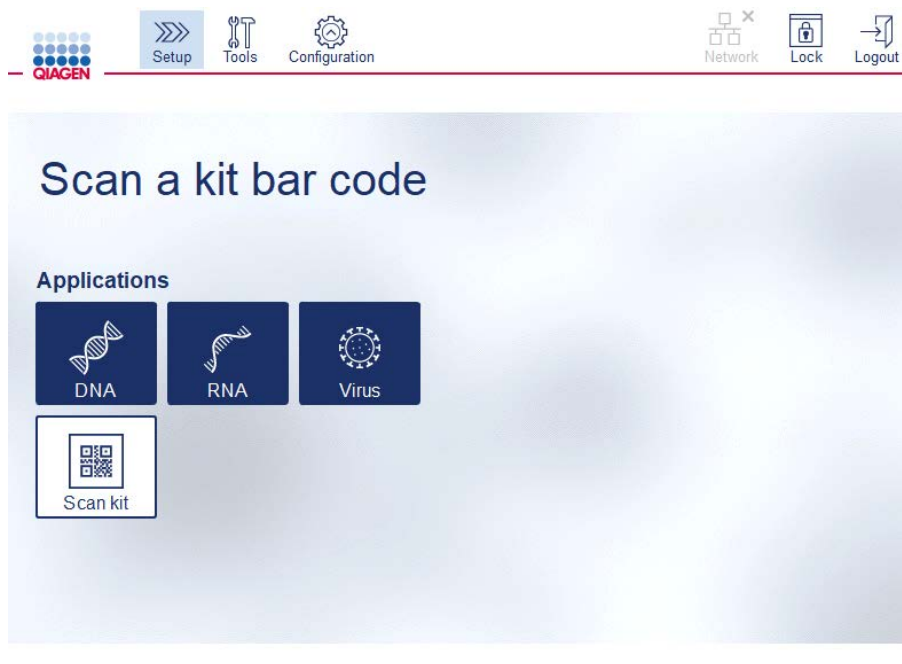 QIAGEN
Setup
Tools
Configuration
Network
Lock
Logout
Scan a kit bar code
Applications
DNA
RNA
Virus
Scan kit